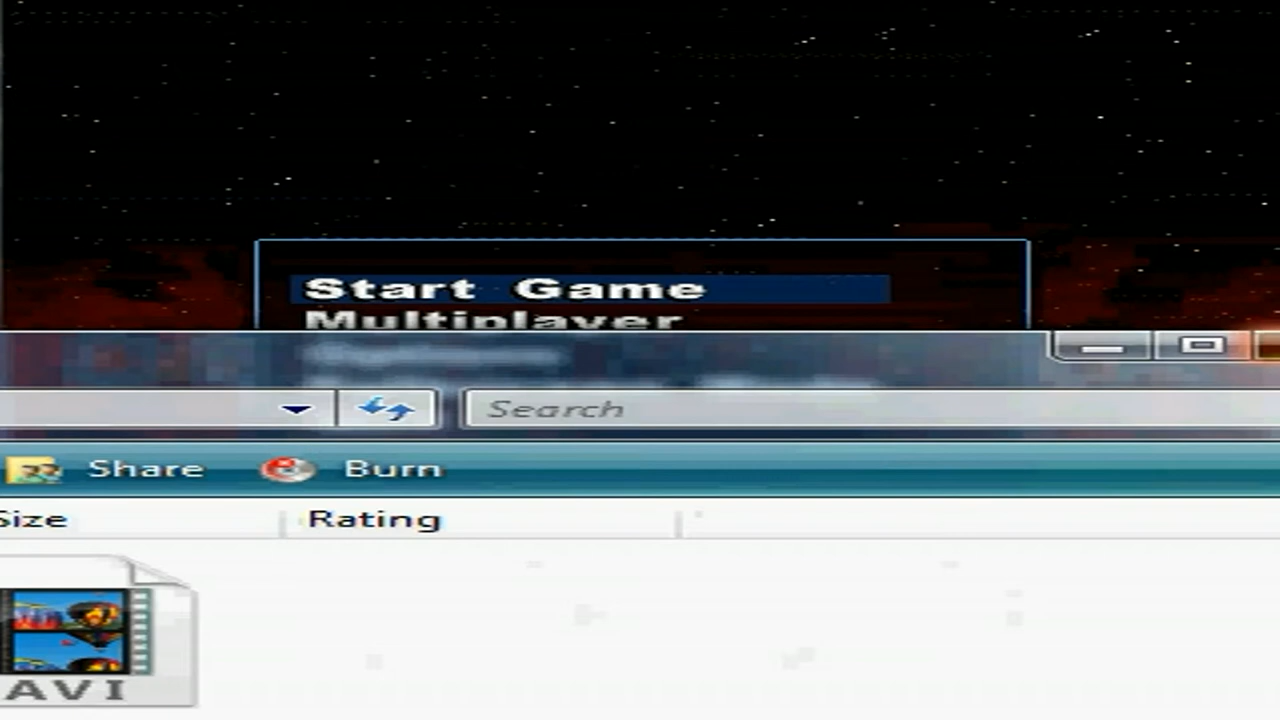 Start Game
Multiplayer
Search
Share Burn
Size Rating
AVI